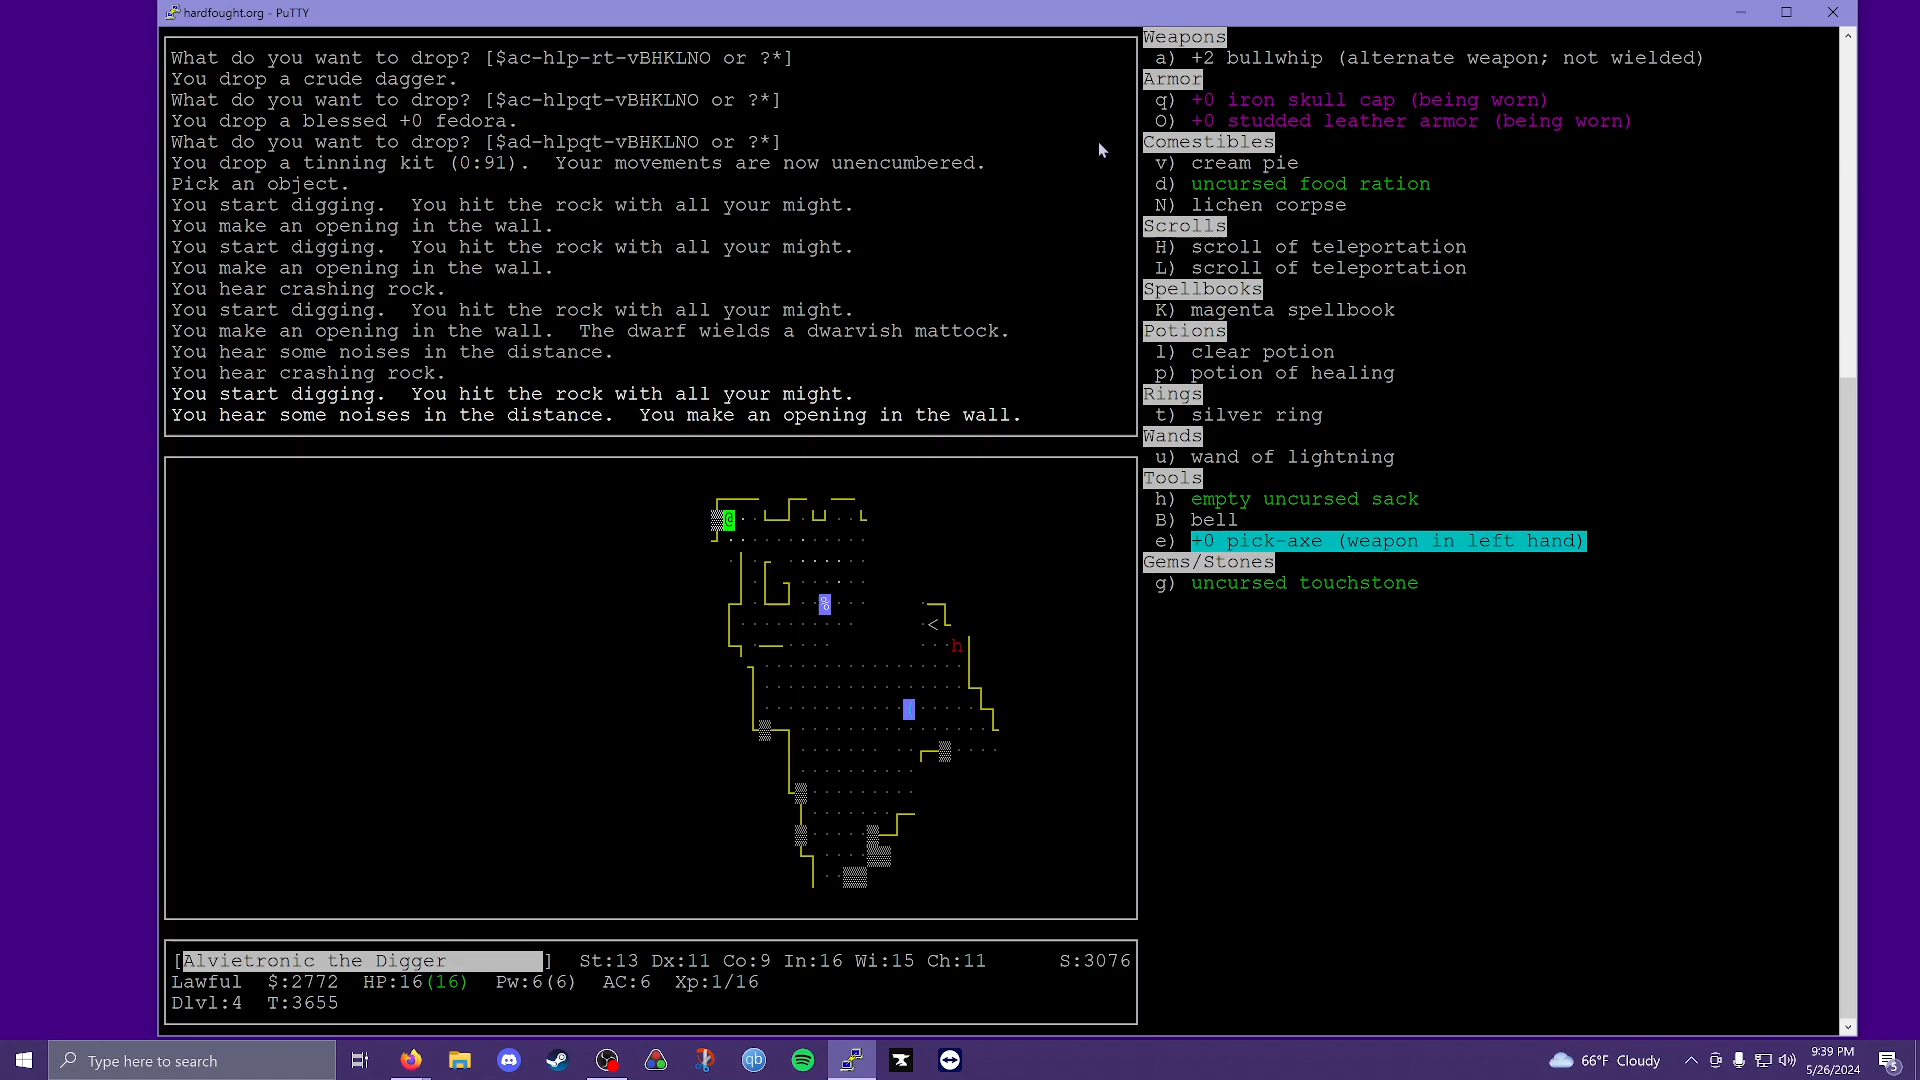 hardfought.org - PuTTY
What do you want to drop? [$ac-hlp-rt-vBHKLNO or ?*]
You drop a crude dagger.
What do you want to drop? [$ac-hlpqt-vBHKLNO or ?*]
You drop a blessed +0 fedora.
What do you want to drop? [$ad-hlpqt-vBHKLNO or ?*]
You drop a tinning kit (0:91).  Your movements are now unencumbered.
Pick an object.
You start digging.  You hit the rock with all your might.
You make an opening in the wall.
You start digging.  You hit the rock with all your might.
You make an opening in the wall.
You hear crashing rock.
You start digging.  You hit the rock with all your might.
You make an opening in the wall.  The dwarf wields a dwarvish mattock.
You hear some noises in the distance.
You hear crashing rock.
You start digging.  You hit the rock with all your might.
You hear some noises in the distance.  You make an opening in the wall.
@
%
<
h
[Alvietronic the Digger          ]   St:13 Dx:11 Co:9 In:16 Wi:15 Ch:11      S:3076
Lawful  $:2772  HP:16(16)  Pw:6(6)  AC:6  Xp:1/16
Dlvl:4  T:3655
Weapons
a) +2 bullwhip (alternate weapon; not wielded)
Armor
q) +0 iron skull cap (being worn)
O) +0 studded leather armor (being worn)
Comestibles
v) cream pie
d) uncursed food ration
N) lichen corpse
Scrolls
H) scroll of teleportation
L) scroll of teleportation
Spellbooks
K) magenta spellbook
Potions
l) clear potion
p) potion of healing
Rings
t) silver ring
Wands
u) wand of lightning
Tools
h) empty uncursed sack
B) bell
e) +0 pick-axe (weapon in left hand)
Gems/Stones
g) uncursed touchstone
Type here to search
qb
66°F Cloudy
9:39 PM
5/26/2024
5